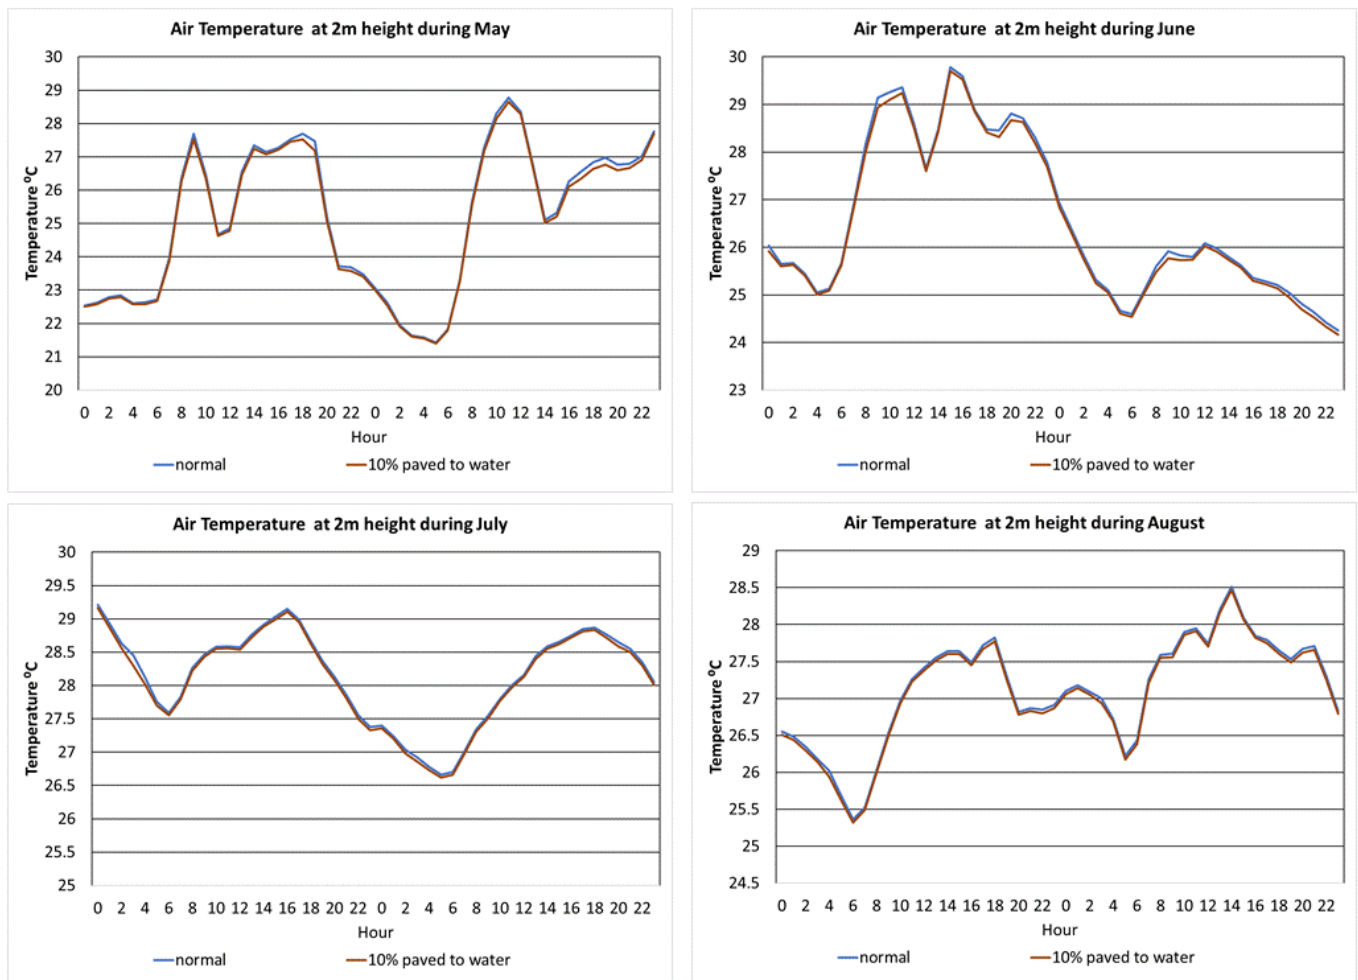 Air Temperature at 2m height during May
Temperature ⁰C
30
29
28
27
26
25
24
23
22
21
20
0 2 4 6 8 10 12 14 16 18 20 22 0 2 4 6 8 10 12 14 16 18 20 22
Hour
normal 10% paved to water
Air Temperature at 2m height during June
Temperature ⁰C
30
29
28
27
26
25
24
23
0 2 4 6 8 10 12 14 16 18 20 22 0 2 4 6 8 10 12 14 16 18 20 22
Hour
normal 10% paved to water
Air Temperature at 2m height during July
Temperature ⁰C
30
29.5
29
28.5
28
27.5
27
26.5
26
25.5
25
0 2 4 6 8 10 12 14 16 18 20 22 0 2 4 6 8 10 12 14 16 18 20 22
Hour
normal 10% paved to water
Air Temperature at 2m height during August
Temperature ⁰C
29
28.5
28
27.5
27
26.5
26
25.5
25
24.5
0 2 4 6 8 10 12 14 16 18 20 22 0 2 4 6 8 10 12 14 16 18 20 22
Hour
normal 10% paved to water